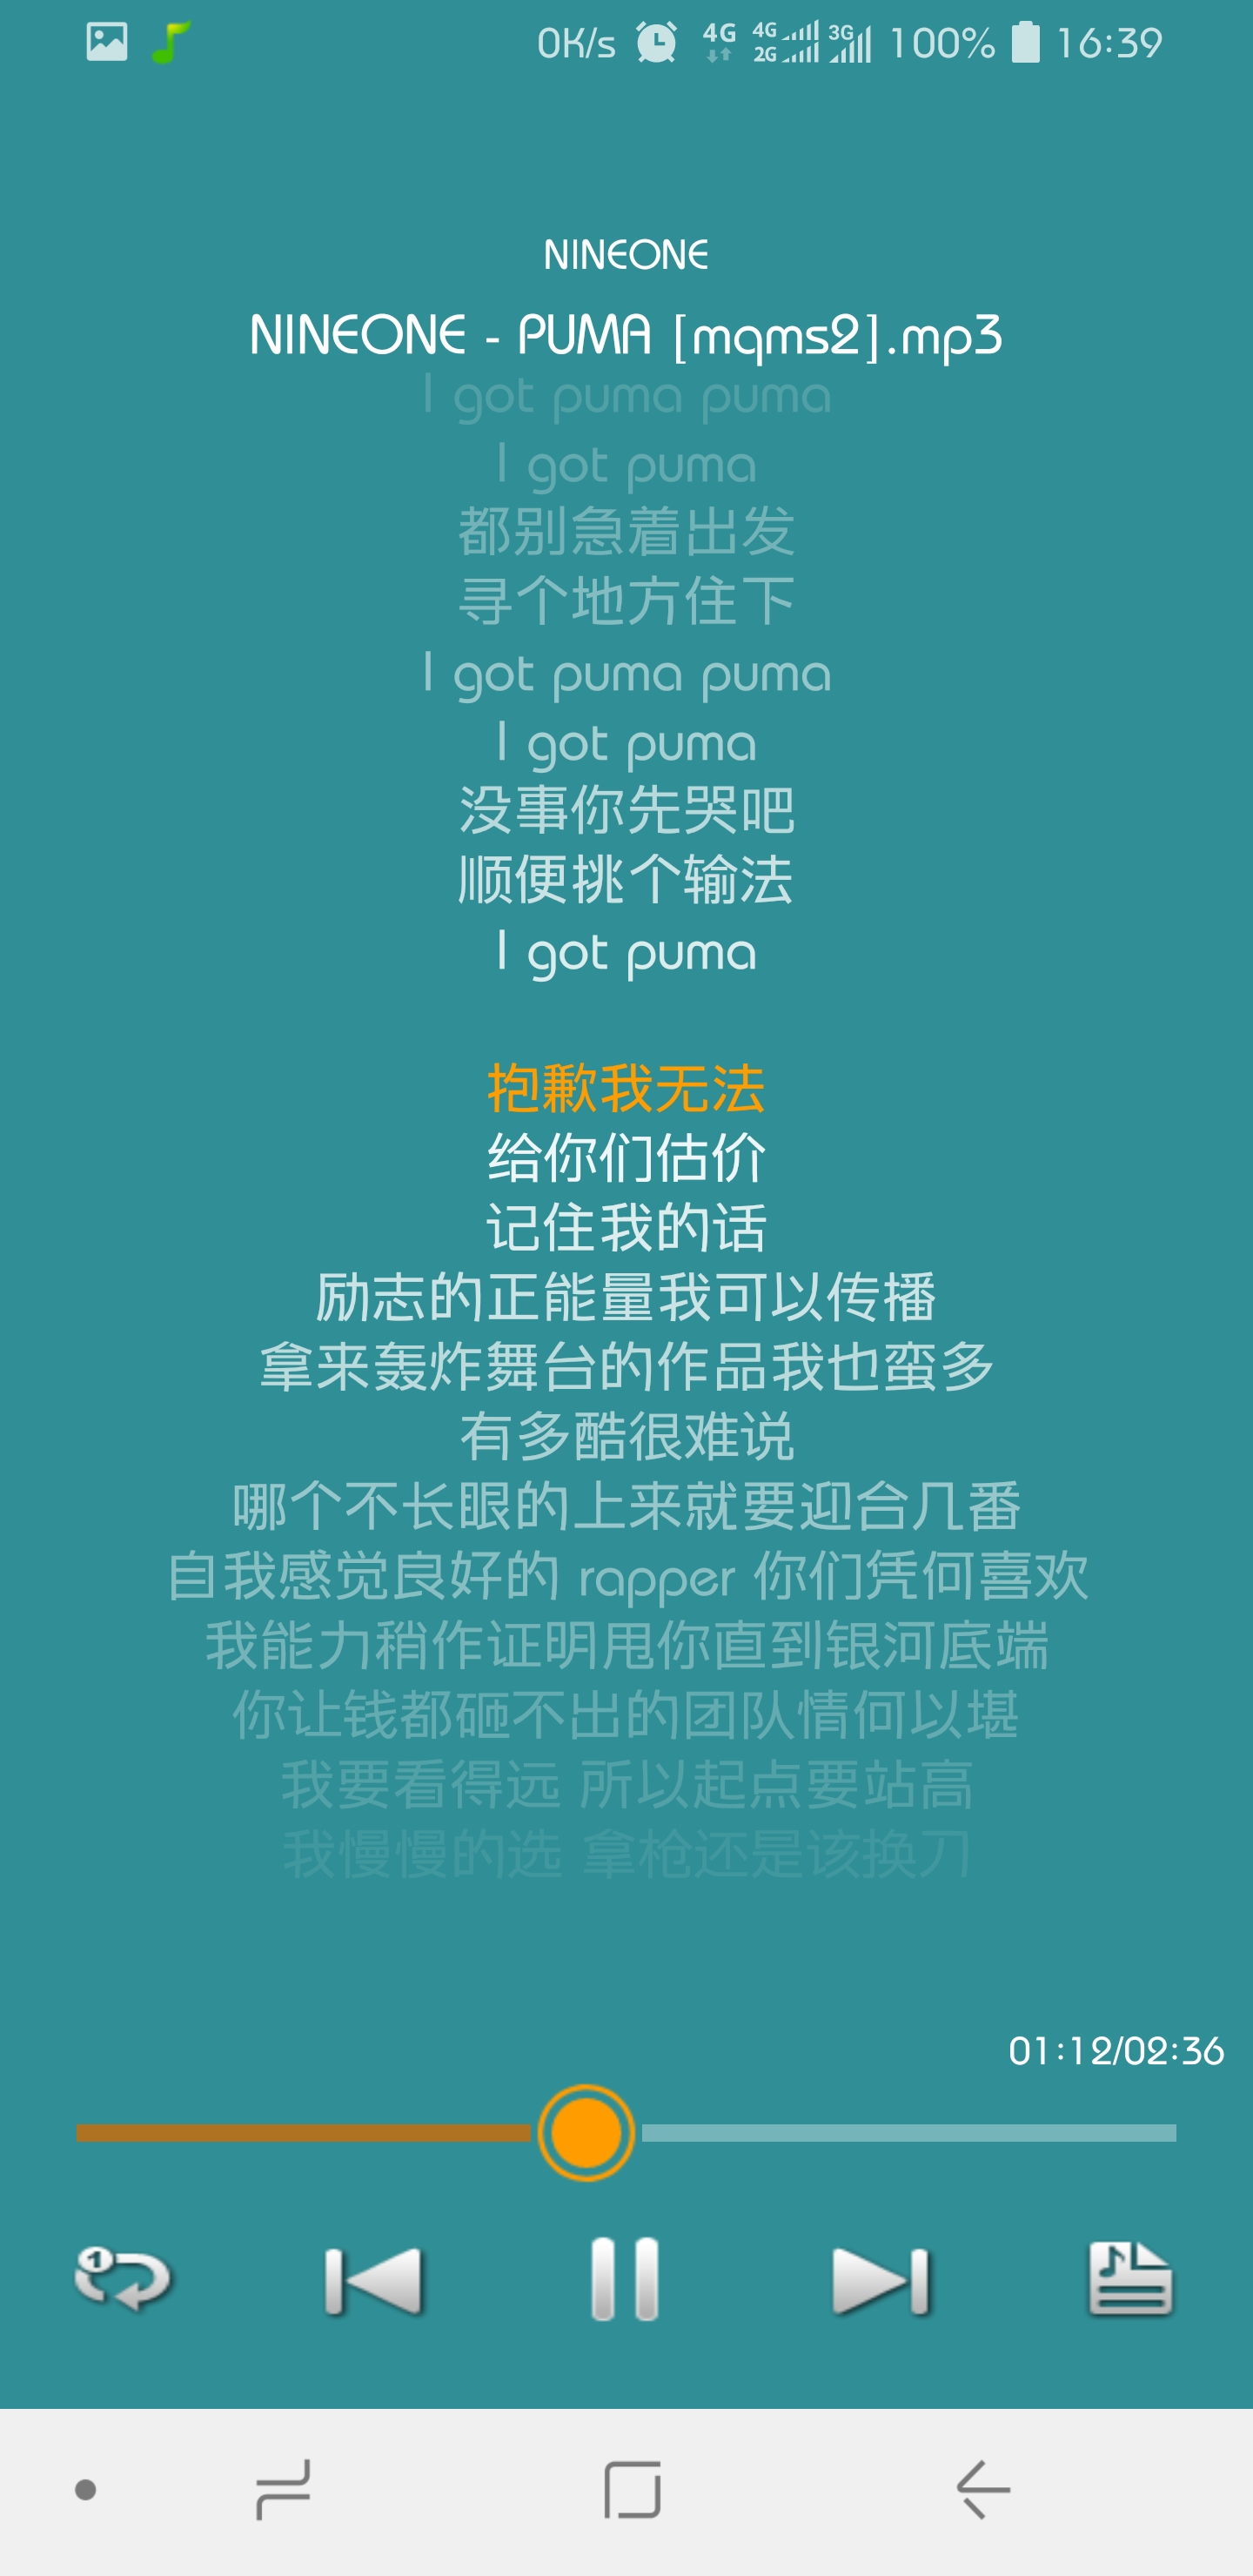 0K/s 4G 4G 2G 3G 100% 16:39
NINEONE
NINEONE - PUMA [mqms2].mp3
I got puma puma
I got puma
都别急着出发
寻个地方住下
I got puma puma
I got puma
没事你先哭吧
顺便挑个输法
I got puma
抱歉我无法
给你们估价
记住我的话
励志的正能量我可以传播
拿来轰炸舞台的作品我也蛮多
有多酷很难说
哪个不长眼的上来就要迎合几番
自我感觉良好的 rapper 你们凭何喜欢
我能力稍作证明甩你直到银河底端
你让钱都砸不出的团队情何以堪
我要看得远 所以起点要站高
我慢慢的选 拿枪还是该换刀
01:12/02:36
1